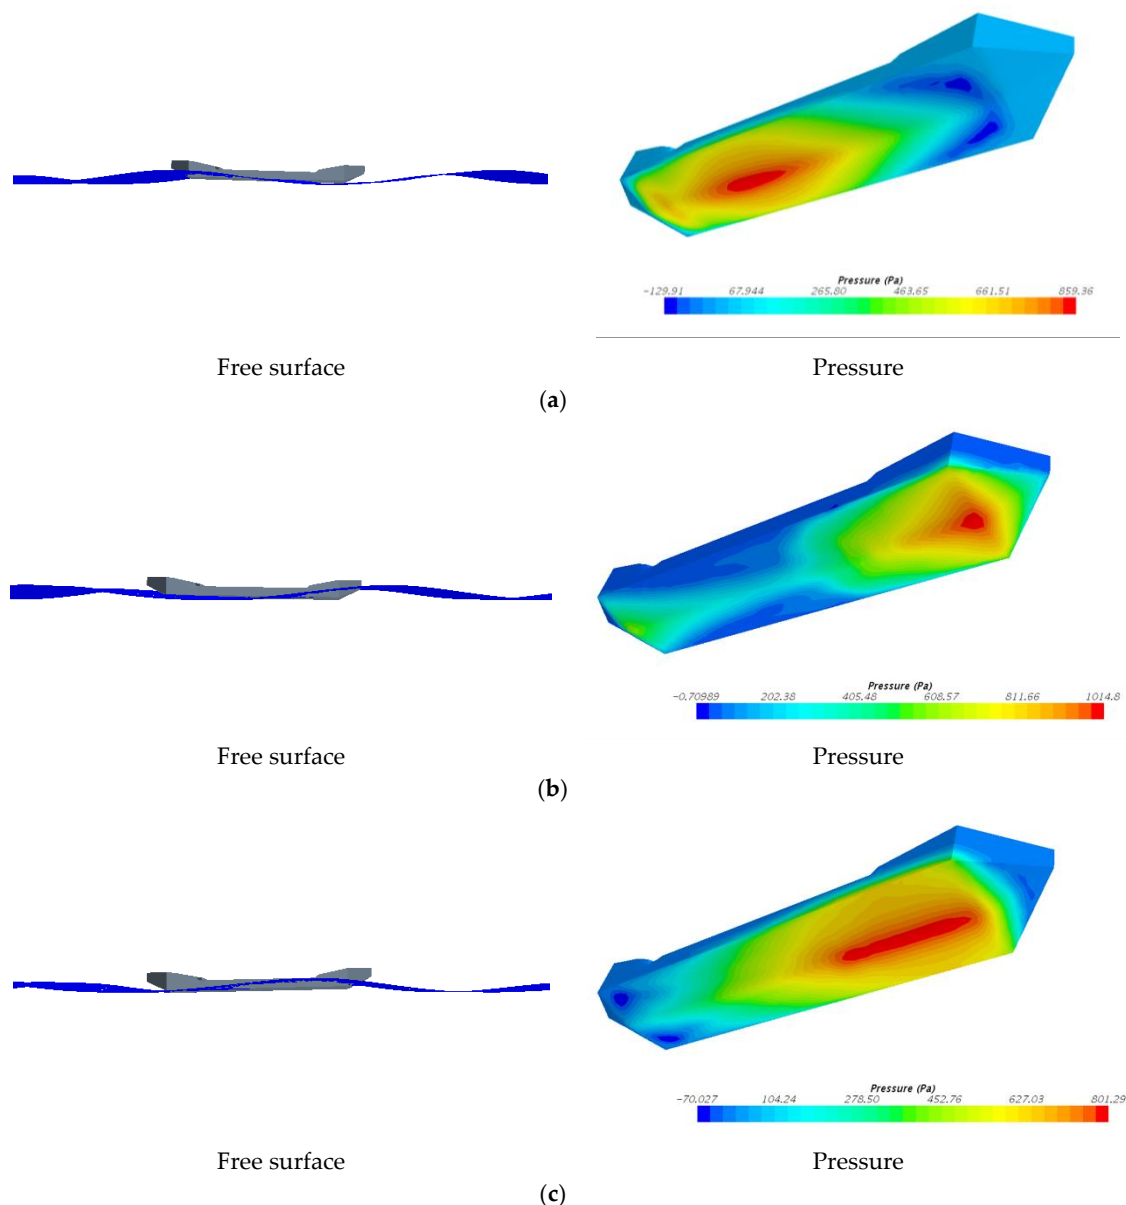 Pressure (Pa)
−129.91 67.944 265.80 463.65 661.51 859.36
Free surface Pressure
(a)
Pressure (Pa)
-0.70989 202.38 405.48 608.57 811.66 1014.8
Free surface Pressure
(b)
Pressure (Pa)
−70.027 104.24 278.50 452.76 627.03 801.29
Free surface Pressure
(c)